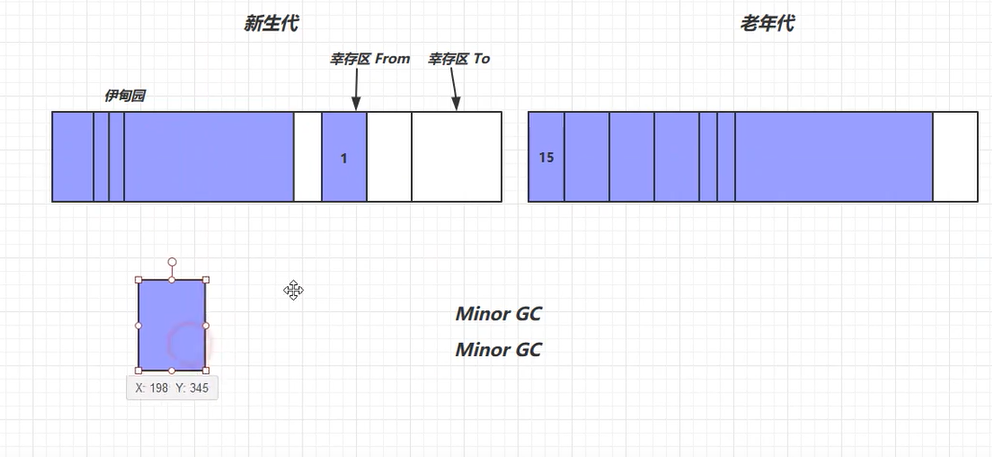 新生代
老年代
幸存区 From
幸存区 To
伊甸园
1
15
Minor GC
Minor GC
X: 198 Y: 345